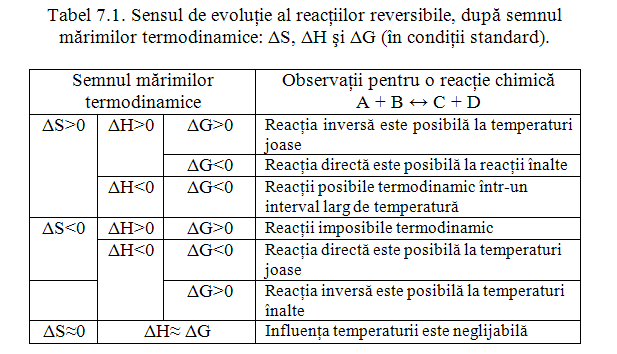 Tabel 7.1. Sensul de evoluție al reacțiilor reversibile, după semnul
mărimilor termodinamice: ΔS, ΔH și ΔG (în condiții standard).
Semnul mărimilor
termodinamice
Observații pentru o reacție chimică
A + B ↔ C + D
ΔS>0 ΔH>0 ΔG>0 Reacția inversă este posibilă la temperaturi
joase
ΔG<0 Reacția directă este posibilă la reacții înalte
ΔH<0 ΔG<0 Reacții posibile termodinamic într-un
interval larg de temperatură
ΔS<0 ΔH>0 ΔG>0 Reacții imposibile termodinamic
ΔH<0 ΔG<0 Reacția directă este posibilă la temperaturi
joase
ΔG>0 Reacția inversă este posibilă la temperaturi
înalte
ΔS≈0 ΔH≈ ΔG Influența temperaturii este neglijabilă